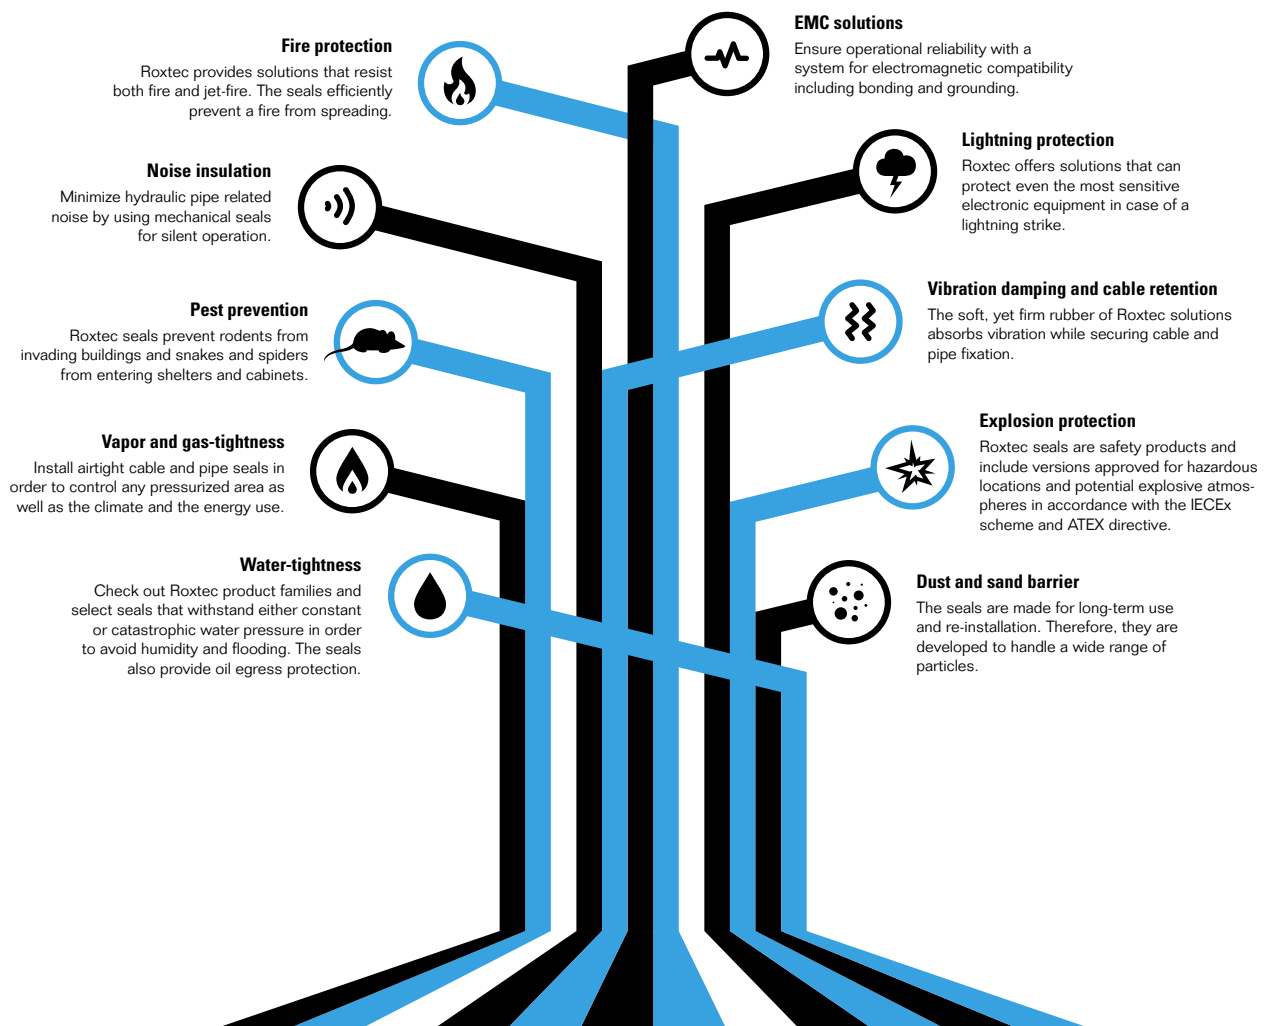 Fire protection
Roxtec provides solutions that resist
both fire and jet-fire. The seals efficiently
prevent a fire from spreading.
Noise insulation
Minimize hydraulic pipe related
noise by using mechanical seals
for silent operation.
Pest prevention
Roxtec seals prevent rodents from
invading buildings and snakes and spiders
from entering shelters and cabinets.
Vapor and gas-tightness
Install airtight cable and pipe seals in
order to control any pressurized area as
well as the climate and the energy use.
Water-tightness
Check out Roxtec product families and
select seals that withstand either constant
or catastrophic water pressure in order
to avoid humidity and flooding. The seals
also provide oil egress protection.
EMC solutions
Ensure operational reliability with a
system for electromagnetic compatibility
including bonding and grounding.
Lightning protection
Roxtec offers solutions that can
protect even the most sensitive
electronic equipment in case of a
lightning strike.
Vibration damping and cable retention
The soft, yet firm rubber of Roxtec solutions
absorbs vibration while securing cable and
pipe fixation.
Explosion protection
Roxtec seals are safety products and
include versions approved for hazardous
locations and potential explosive atmos-
pheres in accordance with the IECEx
scheme and ATEX directive.
Dust and sand barrier
The seals are made for long-term use
and re-installation. Therefore, they are
developed to handle a wide range of
particles.